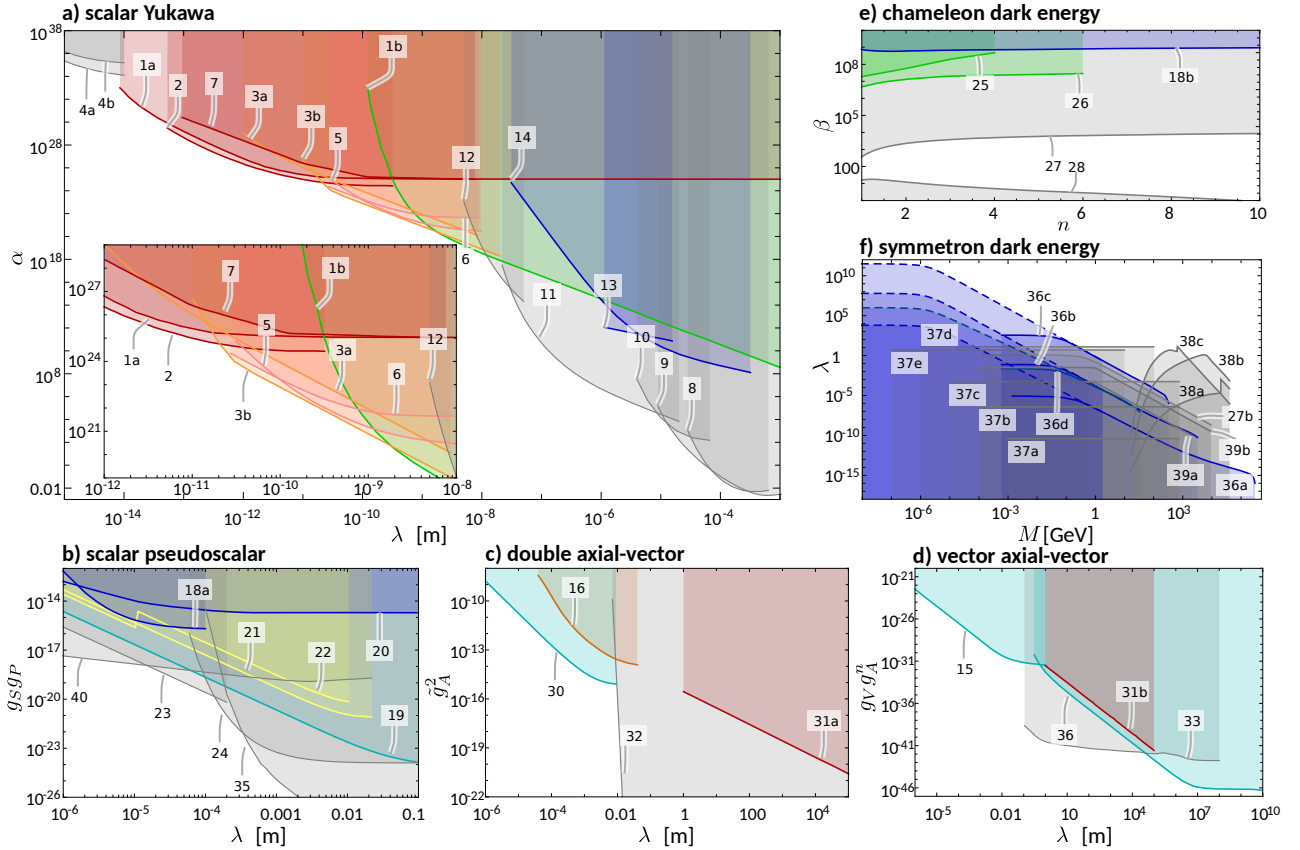 a) scalar Yukawa
10^38
10^28
10^18
10^8
0.01
α
10^-14
10^-12
10^-10
10^-8
10^-6
10^-4
λ [m]
4a
4b
1a
2
7
3a
3b
5
1b
12
14
6
11
13
10
9
8
10^27
10^24
10^21
10^-12
10^-11
10^-10
10^-9
10^-8
7
1b
5
3a
12
1a
2
3b
6
e) chameleon dark energy
10^8
10^5
100
β
2
4
6
8
10
n
25
26
18b
27
28
f) symmetron dark energy
10^10
10^5
1
10^-5
10^-10
10^-15
λ
10^-6
10^-3
1
10^3
10^6
M [GeV]
36c
36b
37d
37e
37c
37b
37a
36d
38c
38b
38a
27b
39b
39a
36a
b) scalar pseudoscalar
10^-14
10^-17
10^-20
10^-23
10^-26
g_S g_P
10^-6
10^-5
10^-4
0.001
0.01
0.1
λ [m]
18a
21
22
20
40
23
24
35
19
c) double axial-vector
10^-10
10^-13
10^-16
10^-19
10^-22
g̃_A^2
10^-6
10^-4
0.01
1
100
10^4
λ [m]
16
30
32
31a
d) vector axial-vector
10^-21
10^-26
10^-31
10^-36
10^-41
10^-46
g_V g_A^n
10^-5
0.01
10
10^4
10^7
10^10
λ [m]
15
36
31b
33